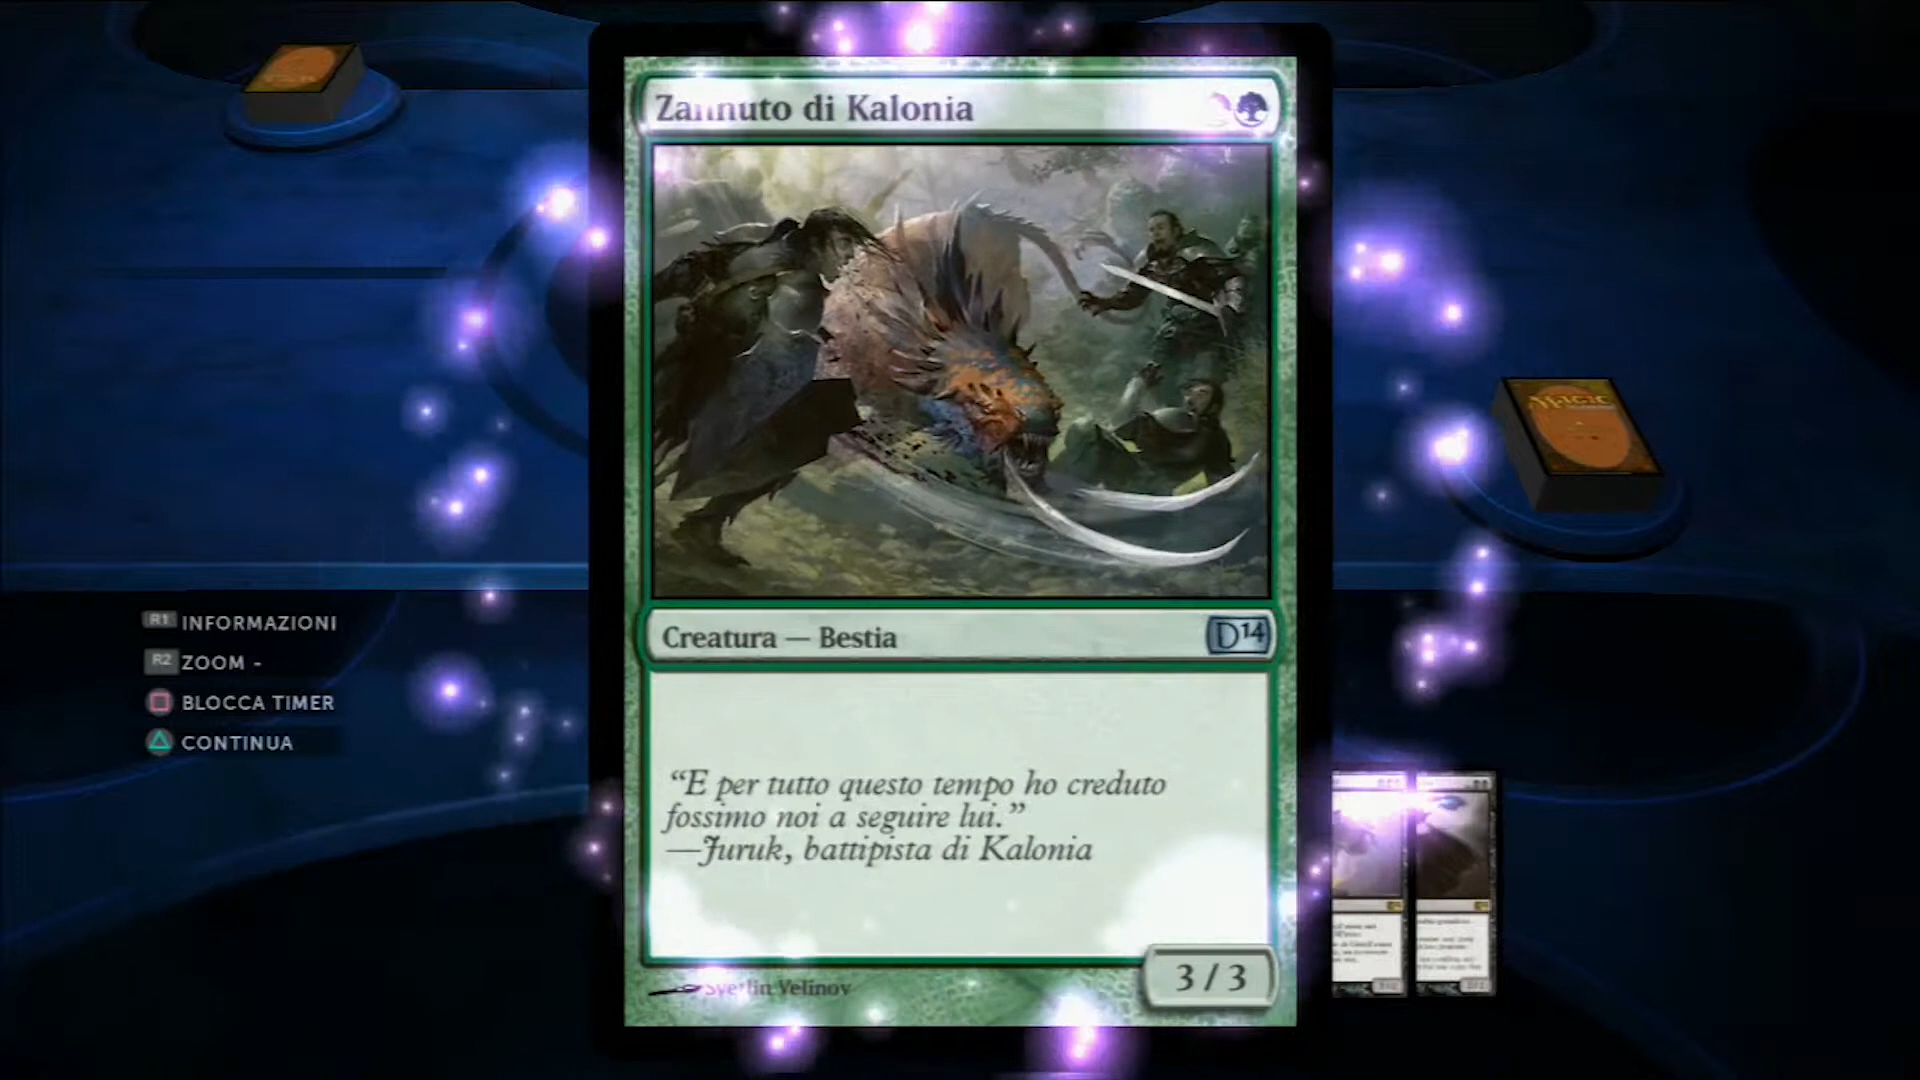 Zannuto di Kalonia
MAGIC
Creatura — Bestia
D14
R1 INFORMAZIONI
R2 ZOOM -
BLOCCA TIMER
CONTINUA
“E per tutto questo tempo ho creduto
fossimo noi a seguire lui.”
—Juruk, battipista di Kalonia
3/3
Svetlin Velinov